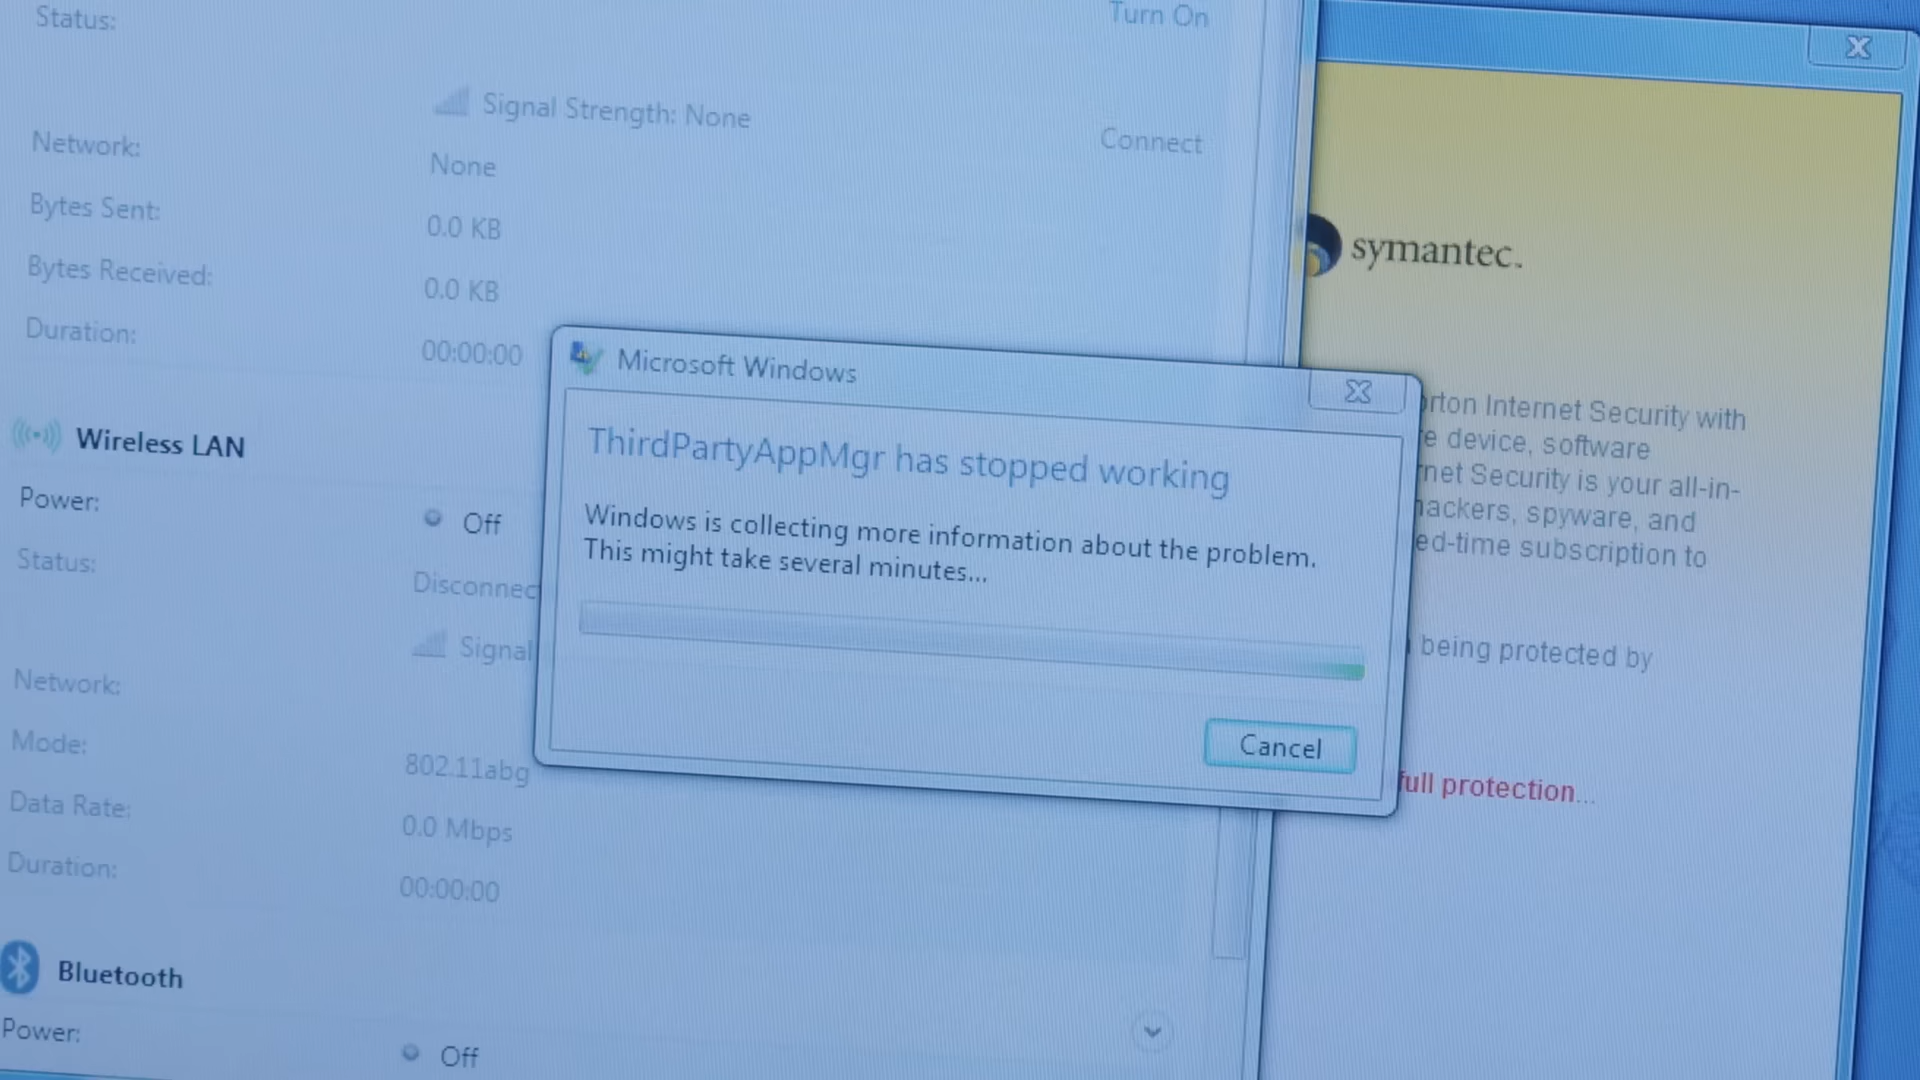 Status:
Turn On
Signal Strength: None
Connect
Network:
None
Bytes Sent:
0.0 KB
Bytes Received:
0.0 KB
Duration:
00:00:00
Wireless LAN
Power:
Off
Status:
Disconnec
Signal
Network:
Mode:
802.11abg
Data Rate:
0.0 Mbps
Duration:
00:00:00
Bluetooth
Power:
Off
Microsoft Windows
ThirdPartyAppMgr has stopped working
Windows is collecting more information about the problem.
This might take several minutes...
Cancel
symantec.
orton Internet Security with
e device, software
net Security is your all-in-
hackers, spyware, and
ed-time subscription to
being protected by
full protection...